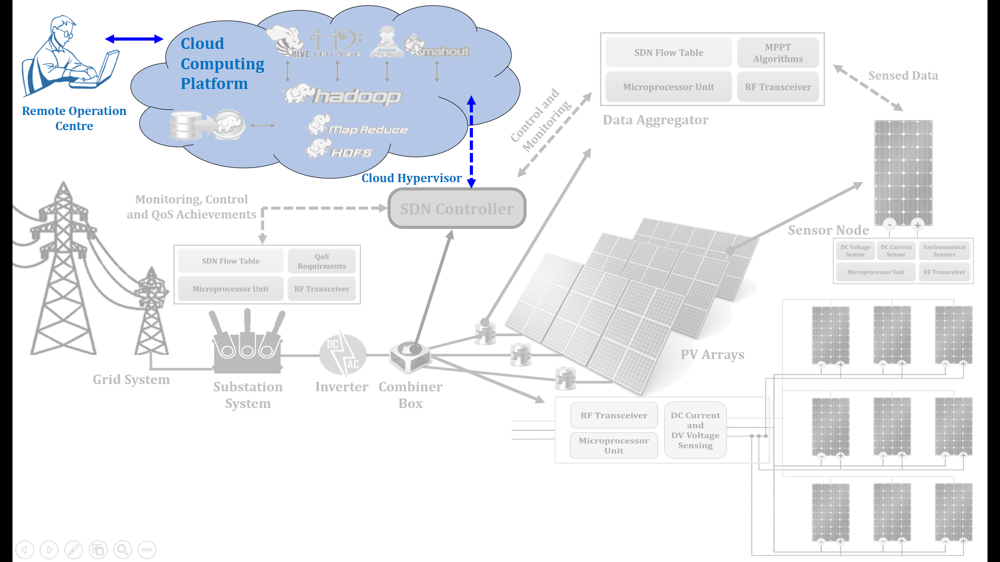 Cloud
Computing
Platform
Remote Operation
Centre
HIVE
HBASE
chukwa
mahout
hadoop
Map Reduce
HDFS
Cloud Hypervisor
SDN Controller
Control and
Monitoring
SDN Flow Table
MPPT
Algorithms
Microprocessor Unit
RF Transceiver
Data Aggregator
Sensed Data
Monitoring, Control
and QoS Achievements
SDN Flow Table
QoS
Requirments
Microprocessor Unit
RF Transceiver
Sensor Node
-
+
DC Voltage
Sensor
DC Current
Sensor
Environmental
Sensors
Microprocessor Unit
RF Transceiver
Grid System
Substation
System
DC
AC
Inverter
Combiner
Box
PV Arrays
RF Transceiver
Microprocessor
Unit
DC Current
and
DV Voltage
Sensing
- + - + - +
- + - + - +
- + - + - +